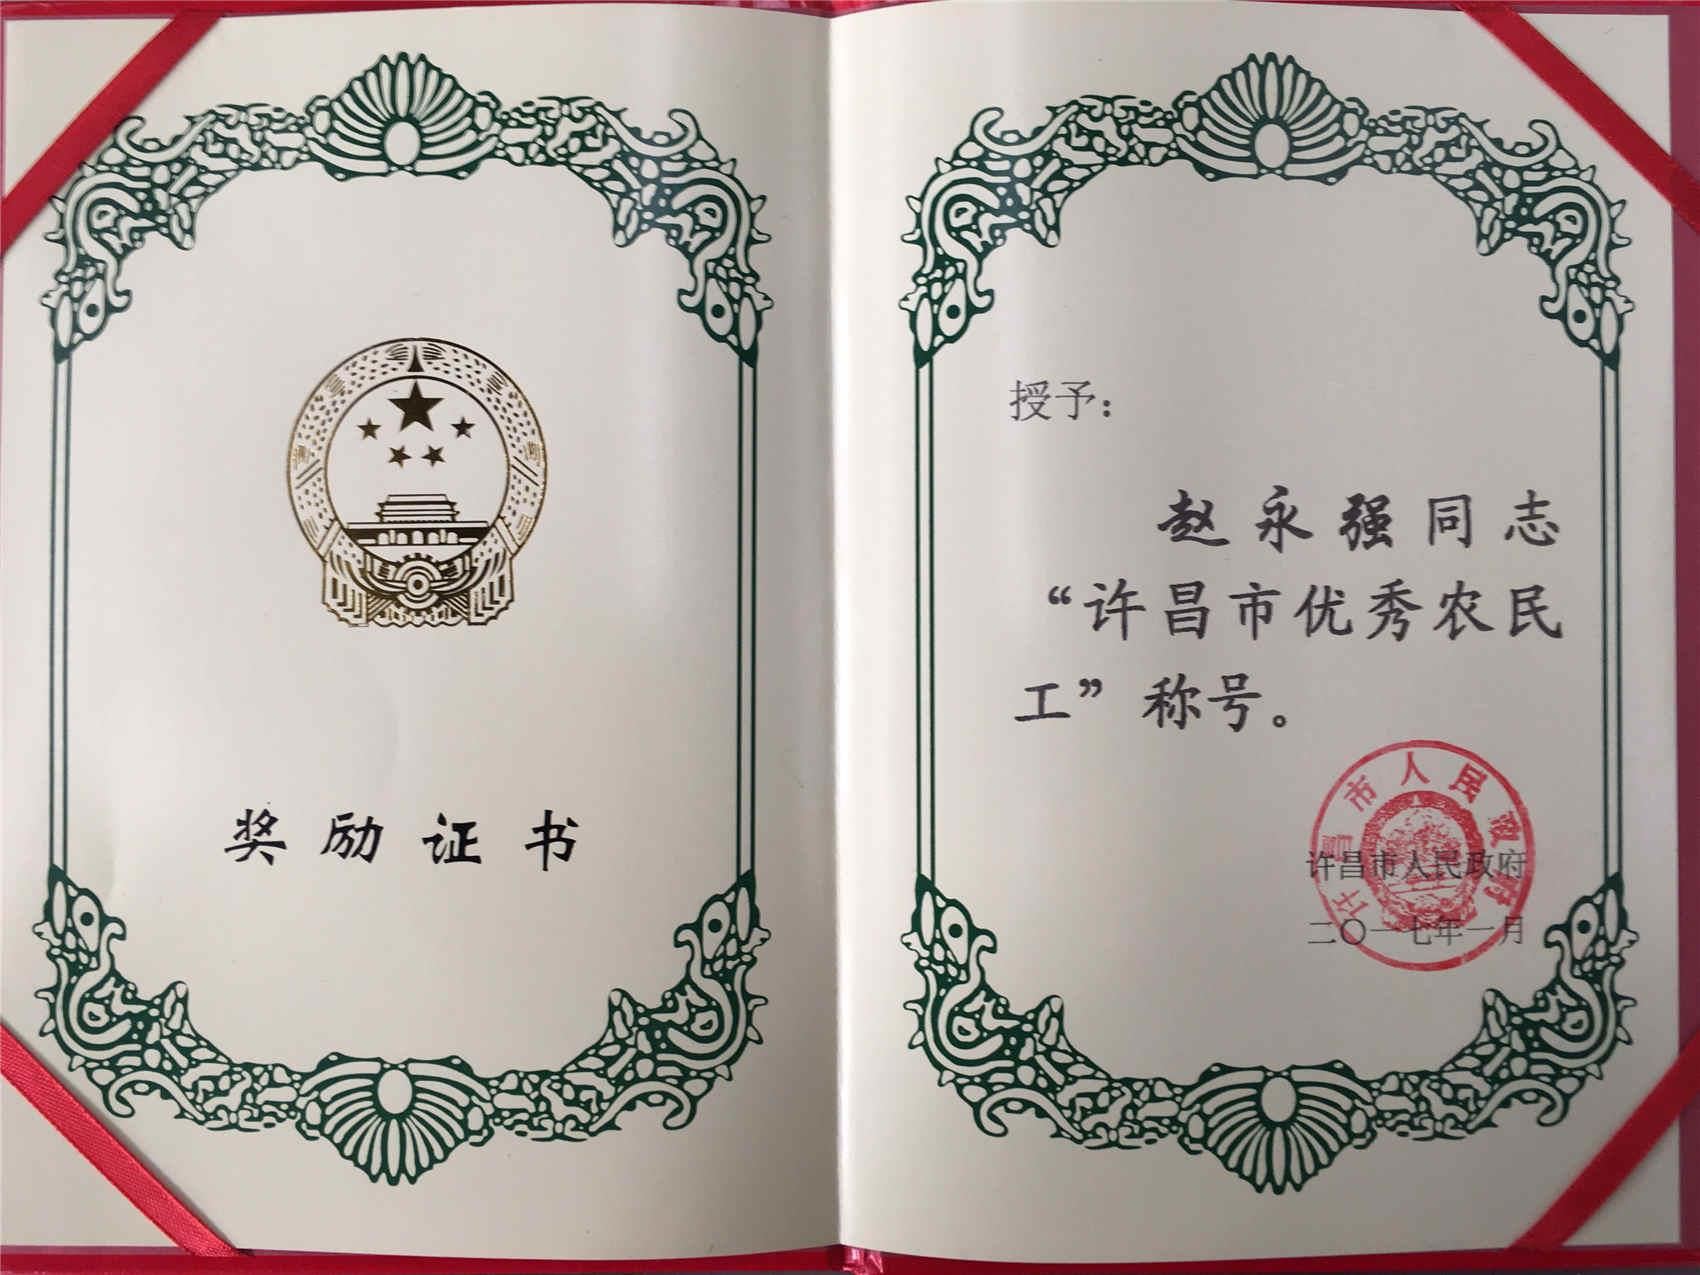 奖励证书
授予：
赵永强同志
“许昌市优秀农民
工”称号。
许昌市人民政府
许昌市人民政府
二〇一七年一月